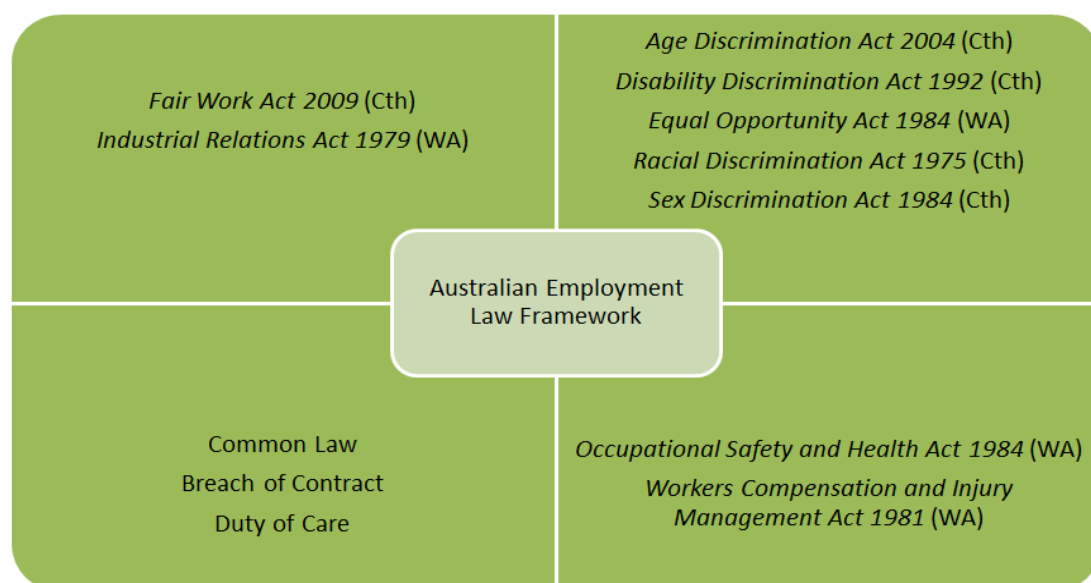 Fair Work Act 2009 (Cth)
Industrial Relations Act 1979 (WA)
Age Discrimination Act 2004 (Cth)
Disability Discrimination Act 1992 (Cth)
Equal Opportunity Act 1984 (WA)
Racial Discrimination Act 1975 (Cth)
Sex Discrimination Act 1984 (Cth)
Australian Employment
Law Framework
Common Law
Breach of Contract
Duty of Care
Occupational Safety and Health Act 1984 (WA)
Workers Compensation and Injury
Management Act 1981 (WA)